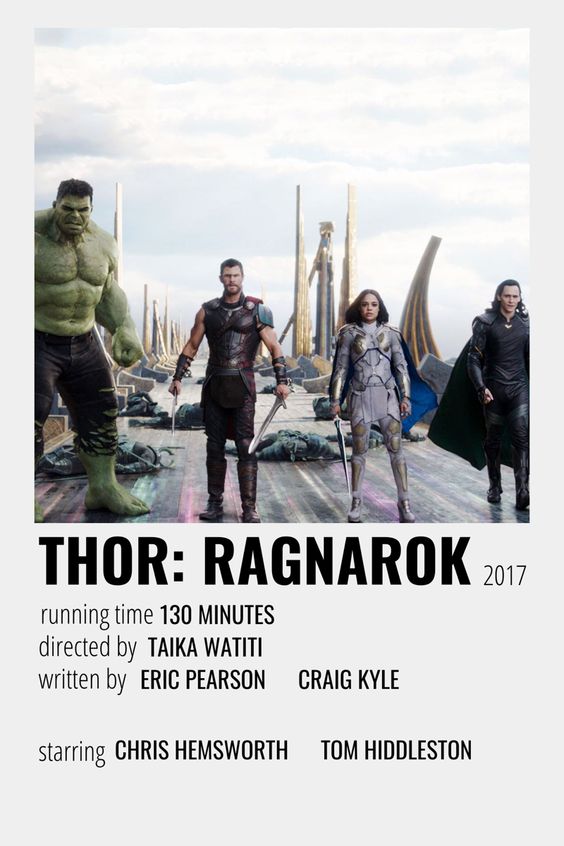 THOR: RAGNAROK 2017
running time 130 MINUTES
directed by TAIKA WATITI
written by ERIC PEARSON CRAIG KYLE
starring CHRIS HEMSWORTH TOM HIDDLESTON